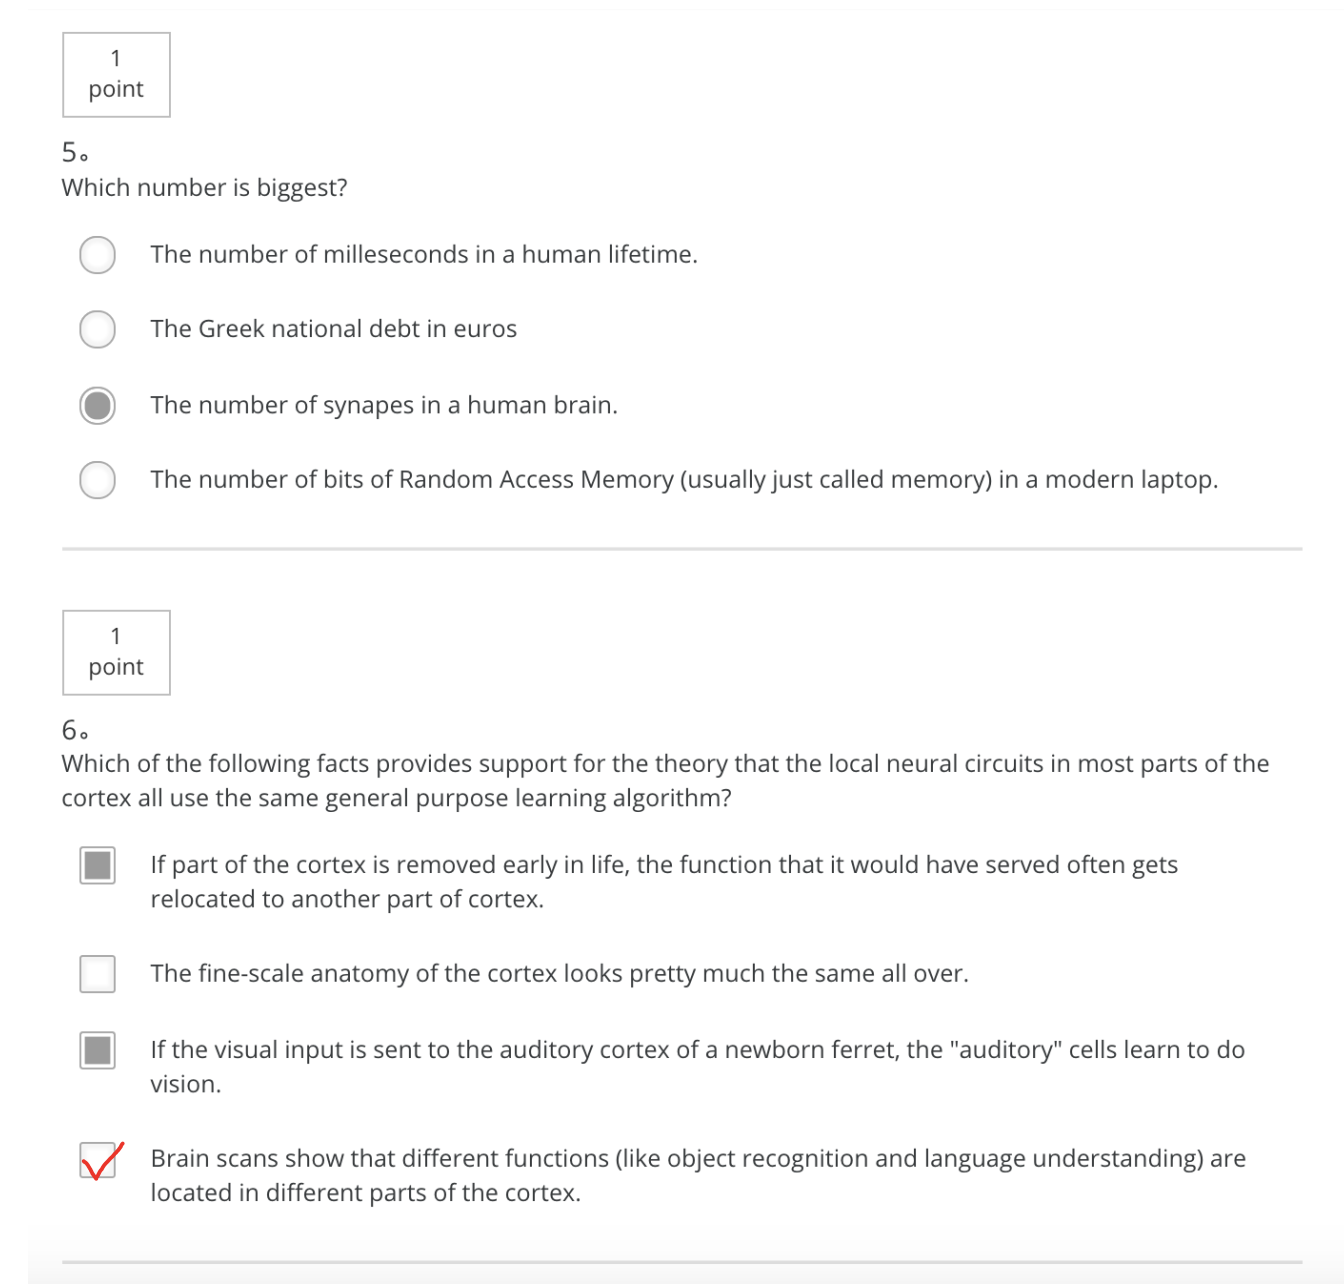 1
point
5。
Which number is biggest?
The number of milleseconds in a human lifetime.
The Greek national debt in euros
The number of synapes in a human brain.
The number of bits of Random Access Memory (usually just called memory) in a modern laptop.
1
point
6。
Which of the following facts provides support for the theory that the local neural circuits in most parts of the
cortex all use the same general purpose learning algorithm?
If part of the cortex is removed early in life, the function that it would have served often gets
relocated to another part of cortex.
The fine-scale anatomy of the cortex looks pretty much the same all over.
If the visual input is sent to the auditory cortex of a newborn ferret, the "auditory" cells learn to do
vision.
Brain scans show that different functions (like object recognition and language understanding) are
located in different parts of the cortex.